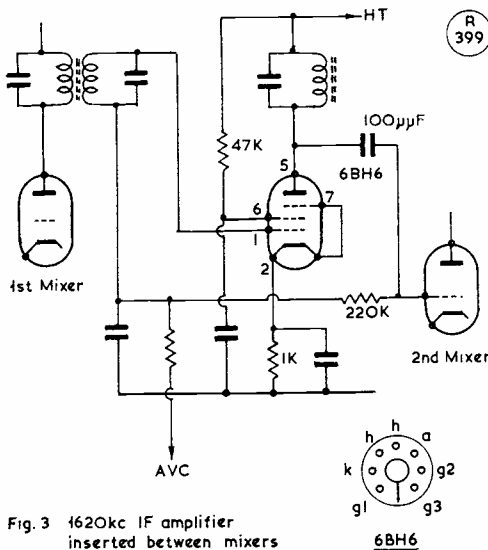 HT
R
399
100µµF
47K
5
6BH6
7
6
1
2
1st Mixer
220K
1K
2nd Mixer
AVC
h
h
a
k
g2
g1
g3
Fig. 3 1620kc IF amplifier
inserted between mixers
6BH6